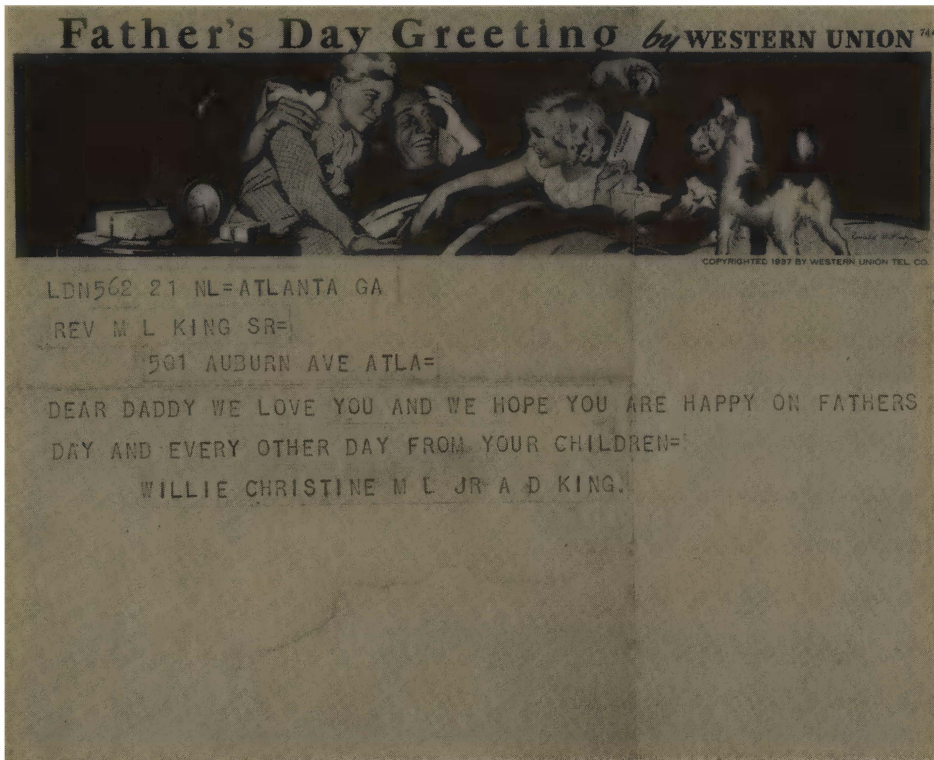 Father's Day Greeting by WESTERN UNION
COPYRIGHTED 1937 BY WESTERN UNION TEL. CO.
LDN562 21 NL=ATLANTA GA
REV M L KING SR=
501 AUBURN AVE ATLA=
DEAR DADDY WE LOVE YOU AND WE HOPE YOU ARE HAPPY ON FATHERS
DAY AND EVERY OTHER DAY FROM YOUR CHILDREN=
WILLIE CHRISTINE M L JR A D KING.